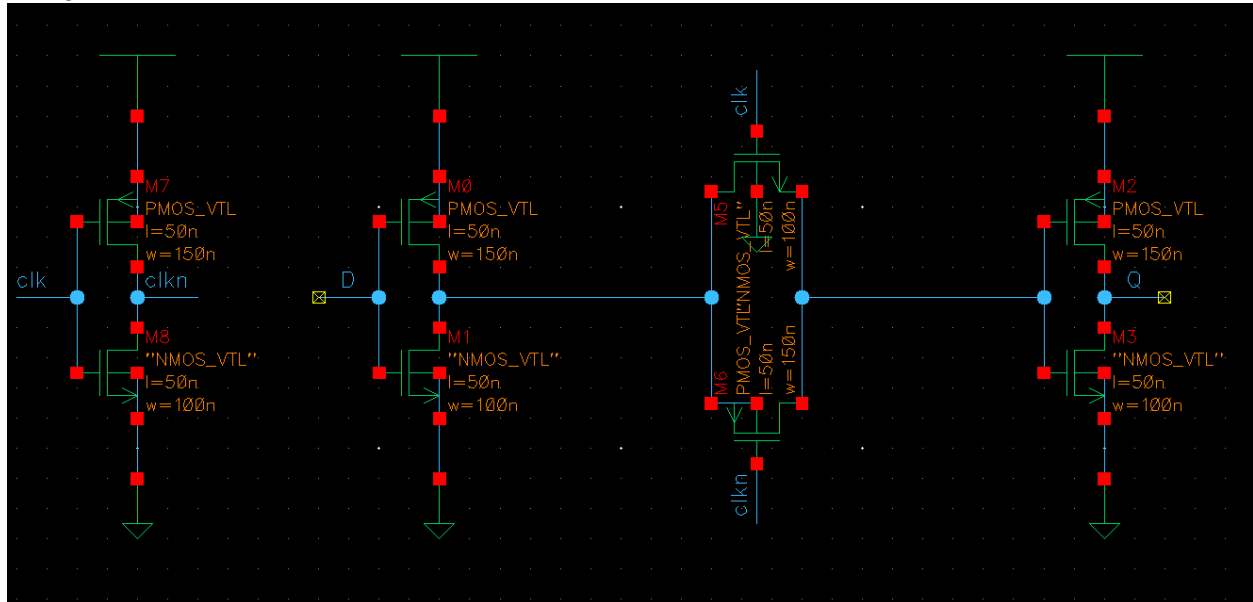 clk
clkn
M7
PMOS_VTL
l=50n
w=150n
M8
"NMOS_VTL"
l=50n
w=100n
D
M0
PMOS_VTL
l=50n
w=150n
M1
"NMOS_VTL"
l=50n
w=100n
clk
M5
"NMOS_VTL"
l=50n
w=100n
M6
PMOS_VTL
l=50n
w=150n
clkn
M2
PMOS_VTL
l=50n
w=150n
Q
M3
"NMOS_VTL"
l=50n
w=100n